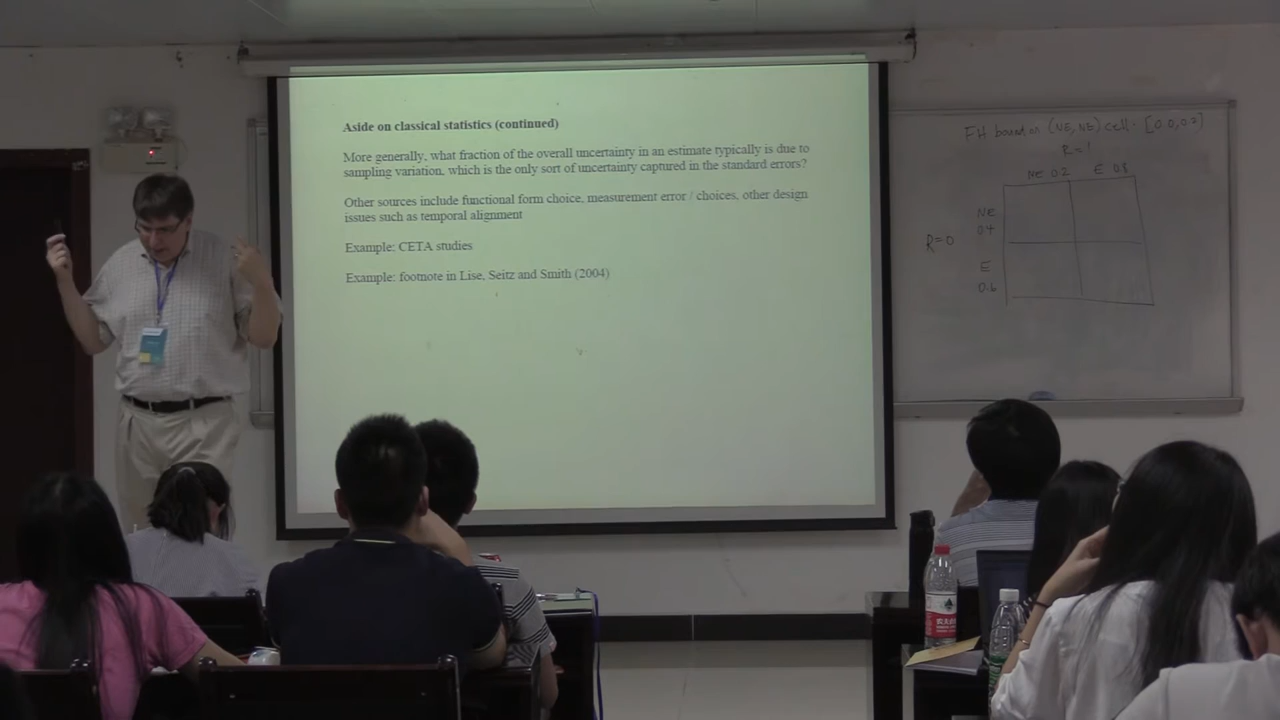 Aside on classical statistics (continued)
More generally, what fraction of the overall uncertainty in an estimate typically is due to
sampling variation, which is the only sort of uncertainty captured in the standard errors?
Other sources include functional form choice, measurement error / choices, other design
issues such as temporal alignment
Example: CETA studies
Example: footnote in Lise, Seitz and Smith (2004)
FH bound on (NE, NE) cell: [0.0, 0.2]
R=1
NE 0.2 E 0.8
NE
0.4
R=0
E
0.6